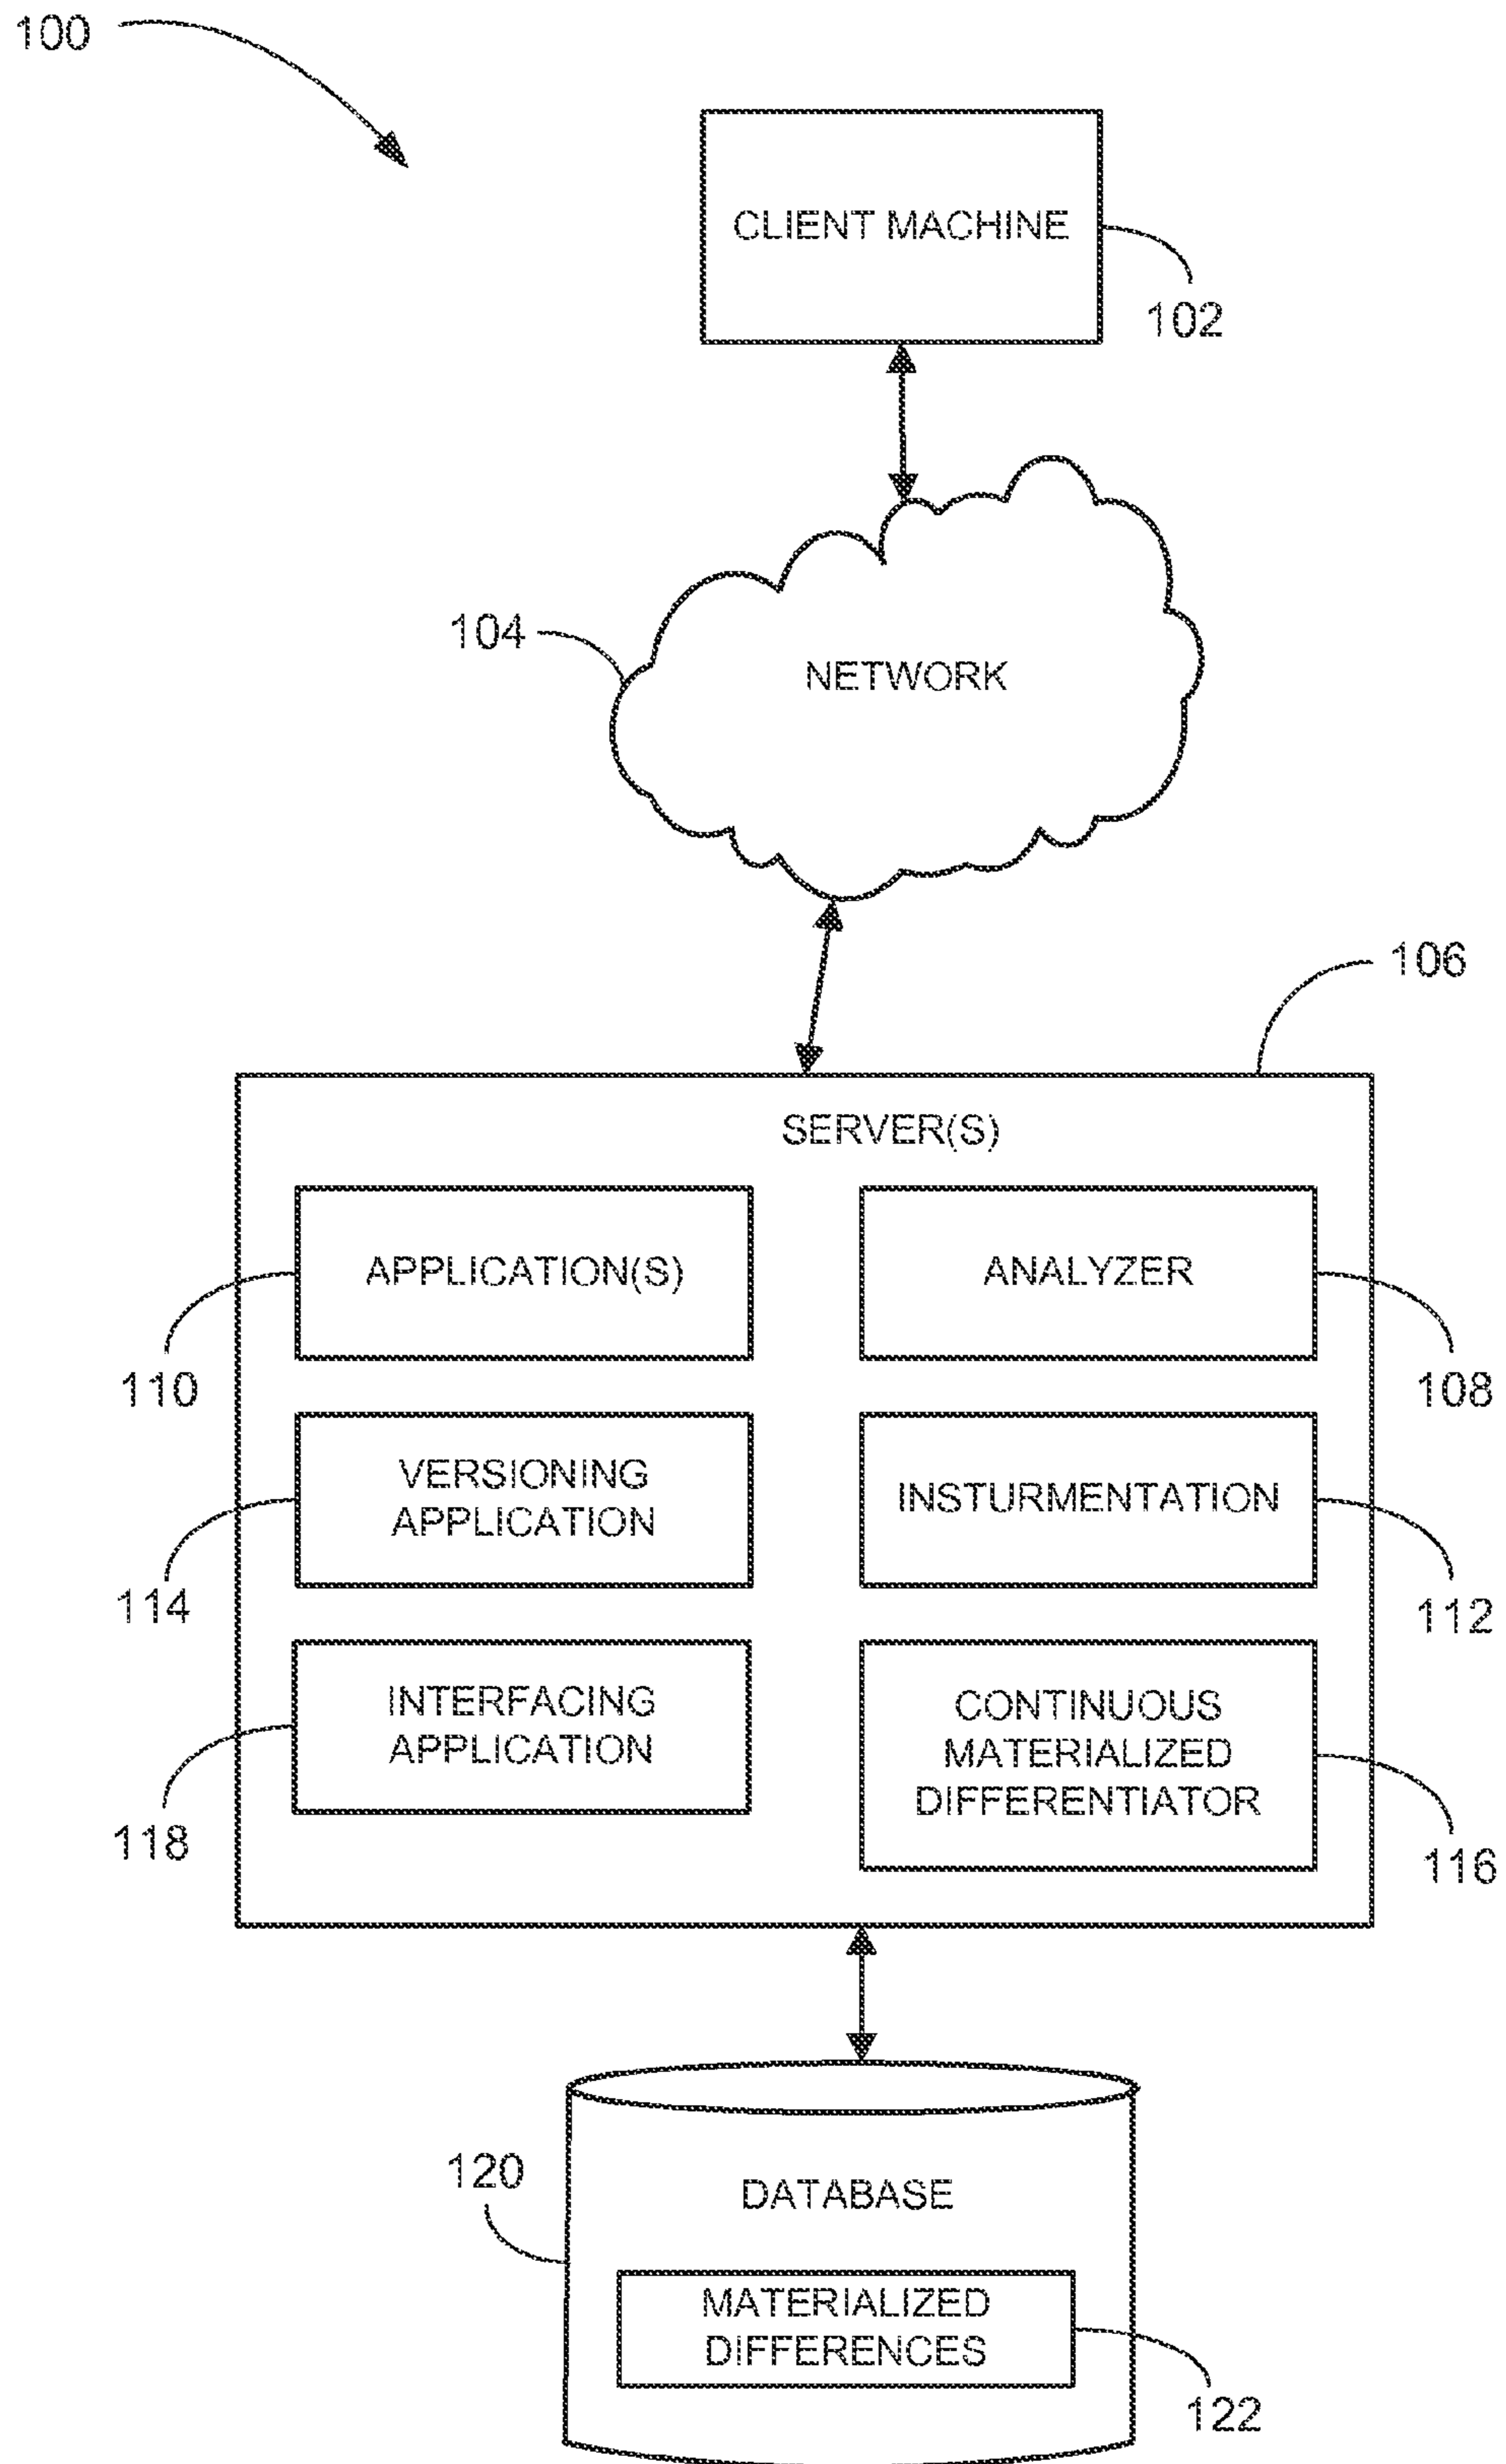 100
CLIENT MACHINE
102
104
NETWORK
106
SERVER(S)
APPLICATION(S)
ANALYZER
110
108
VERSIONING
APPLICATION
INSTURMENTATION
114
112
INTERFACING
APPLICATION
CONTINUOUS
MATERIALIZED
DIFFERENTIATOR
118
116
120
DATABASE
MATERIALIZED
DIFFERENCES
122